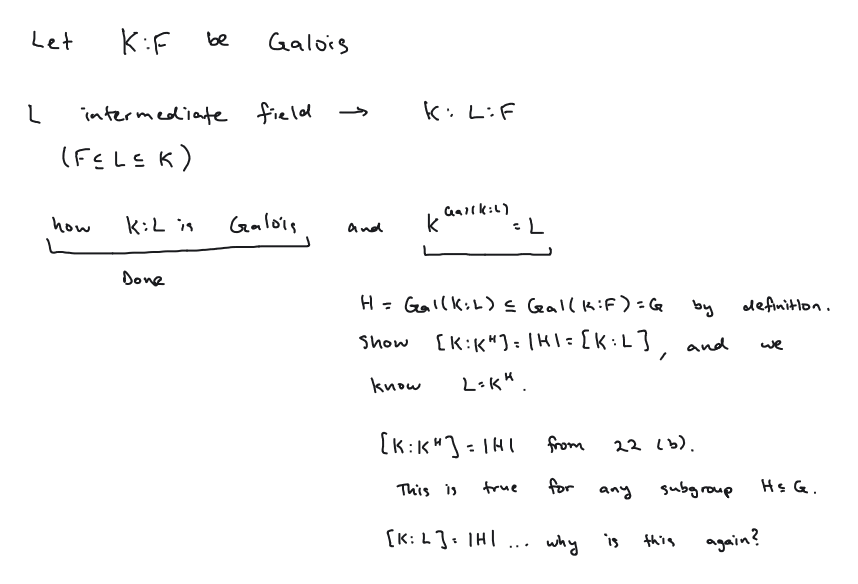 Let K:F be Galois
L intermediate field → K:L:F
(F⊆L⊆K)
how K:L is Galois and K^Gal(K:L) = L
Done
H = Gal(K:L) ≤ Gal(K:F) = G by definition.
Show [K:K^H] = |H| = [K:L], and we
know L=K^H.
[K:K^H] = |H| from 22 (b).
This is true for any subgroup H≤G.
[K:L] = |H| ... why is this again?